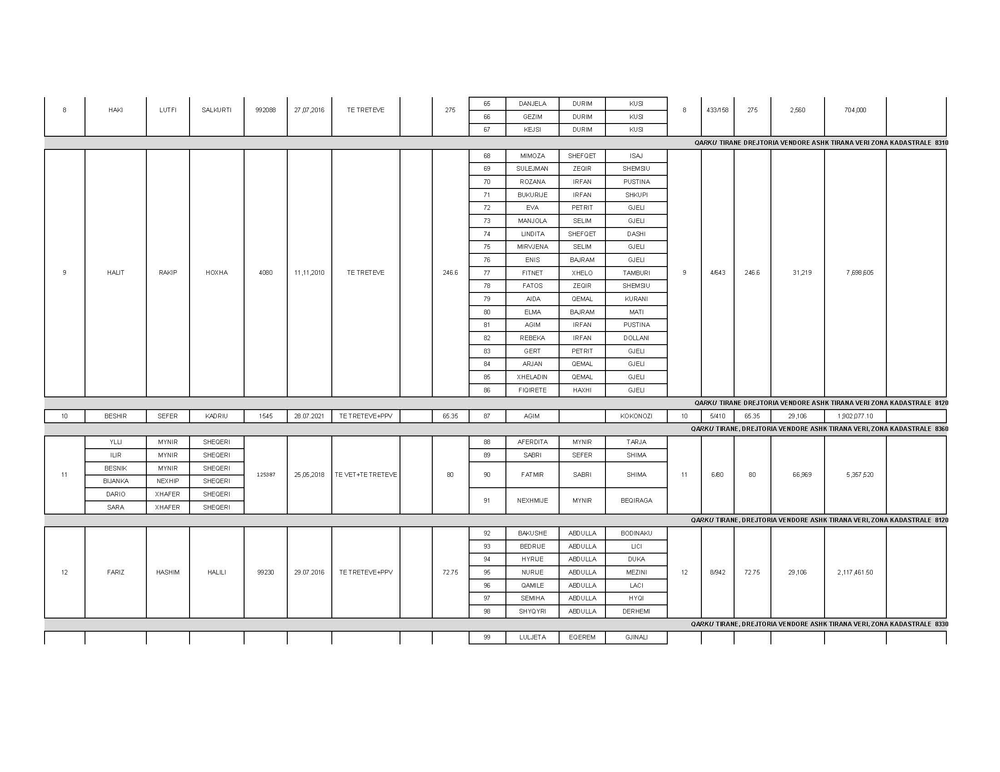 65 DANJELA DURIM KUSI
8 HAKI LUTFI SALKURTI 992088 27,07,2016 TE TRETEVE 275 8 433/158 275 2,560 704,000
66 GEZIM DURIM KUSI
67 KEJSI DURIM KUSI
QARKU TIRANE DREJTORIA VENDORE ASHK TIRANA VERI ZONA KADASTRALE 8310
68 MIMOZA SHEFQET ISAJ
69 SULEJMAN ZEQIR SHEMSIU
70 ROZANA IRFAN PUSTINA
71 BUKURIJE IRFAN SHKUPI
72 EVA PETRIT GJELI
73 MANJOLA SELIM GJELI
74 LINDITA SHEFQET DASHI
75 MIRVJENA SELIM GJELI
76 ENIS BAJRAM GJELI
9 HALIT RAKIP HOXHA 4080 11,11,2010 TE TRETEVE 246.6 77 FITNET XHELO TAMBURI 9 4/643 246.6 31,219 7,698,605
78 FATOS ZEQIR SHEMSIU
79 AIDA QEMAL KURANI
80 ELMA BAJRAM MATI
81 AGIM IRFAN PUSTINA
82 REBEKA IRFAN DOLLANI
83 GERT PETRIT GJELI
84 ARJAN QEMAL GJELI
85 XHELADIN QEMAL GJELI
86 FIQIRETE HAXHI GJELI
QARKU TIRANE DREJTORIA VENDORE ASHK TIRANA VERI ZONA KADASTRALE 8120
10 BESHIR SEFER KADRIU 1545 28.07.2021 TE TRETEVE+PPV 65.35 87 AGIM KOKONOZI 10 5/410 65.35 29,106 1,902,077.10
QARKU TIRANE, DREJTORIA VENDORE ASHK TIRANA VERI, ZONA KADASTRALE 8360
YLLI MYNIR SHEQERI 88 AFERDITA MYNIR TARJA
ILIR MYNIR SHEQERI 89 SABRI SEFER SHIMA
BESNIK MYNIR SHEQERI
11 125387 25,05,2018 TE VET+TE TRETEVE 80 90 FATMIR SABRI SHIMA 11 6/80 80 66,969 5,357,520
BIJANKA NEXHIP SHEQERI
DARIO XHAFER SHEQERI
91 NEXHMIJE MYNIR BEQIRAGA
SARA XHAFER SHEQERI
QARKU TIRANE, DREJTORIA VENDORE ASHK TIRANA VERI, ZONA KADASTRALE 8120
92 BAKUSHE ABDULLA BODINAKU
93 BEDRIJE ABDULLA LICI
94 HYRIJE ABDULLA DUKA
12 FARIZ HASHIM HALILI 99230 29.07.2016 TE TRETEVE+PPV 72.75 95 NURIJE ABDULLA MEZINI 12 8/942 72.75 29,106 2,117,461.50
96 QAMILE ABDULLA LACI
97 SEMIHA ABDULLA HYQI
98 SHYQYRI ABDULLA DERHEMI
QARKU TIRANE, DREJTORIA VENDORE ASHK TIRANA VERI, ZONA KADASTRALE 8330
99 LULJETA EQEREM GJINALI